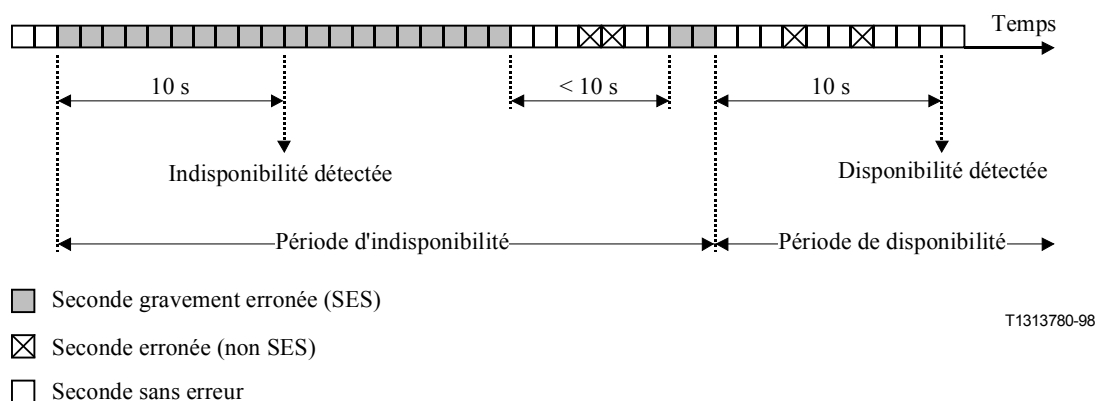 Temps
10 s
< 10 s
10 s
Indisponibilité détectée
Disponibilité détectée
Période d'indisponibilité
Période de disponibilité
Seconde gravement erronée (SES)
T1313780-98
Seconde erronée (non SES)
Seconde sans erreur